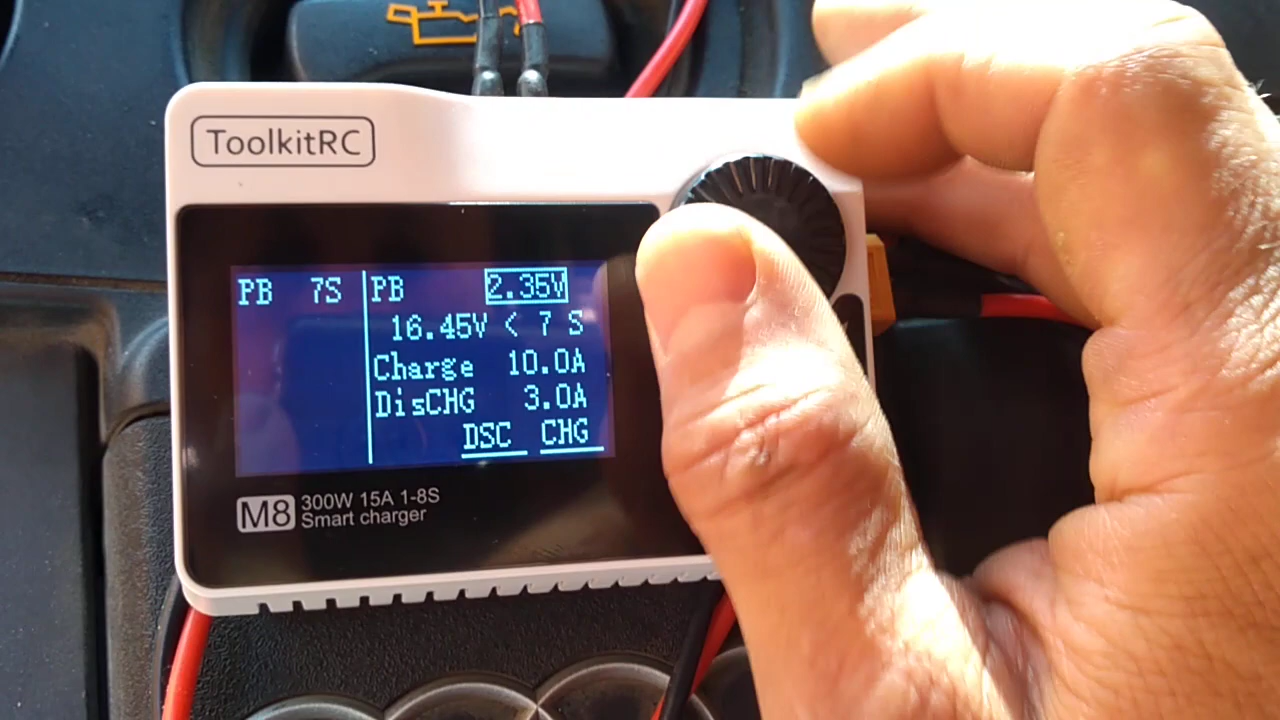 ToolkitRC
PB 7S
PB 2.35V
16.45V < 7 S
Charge 10.0A
DisCHG 3.0A
DSC CHG
M8
300W 15A 1-8S
Smart charger